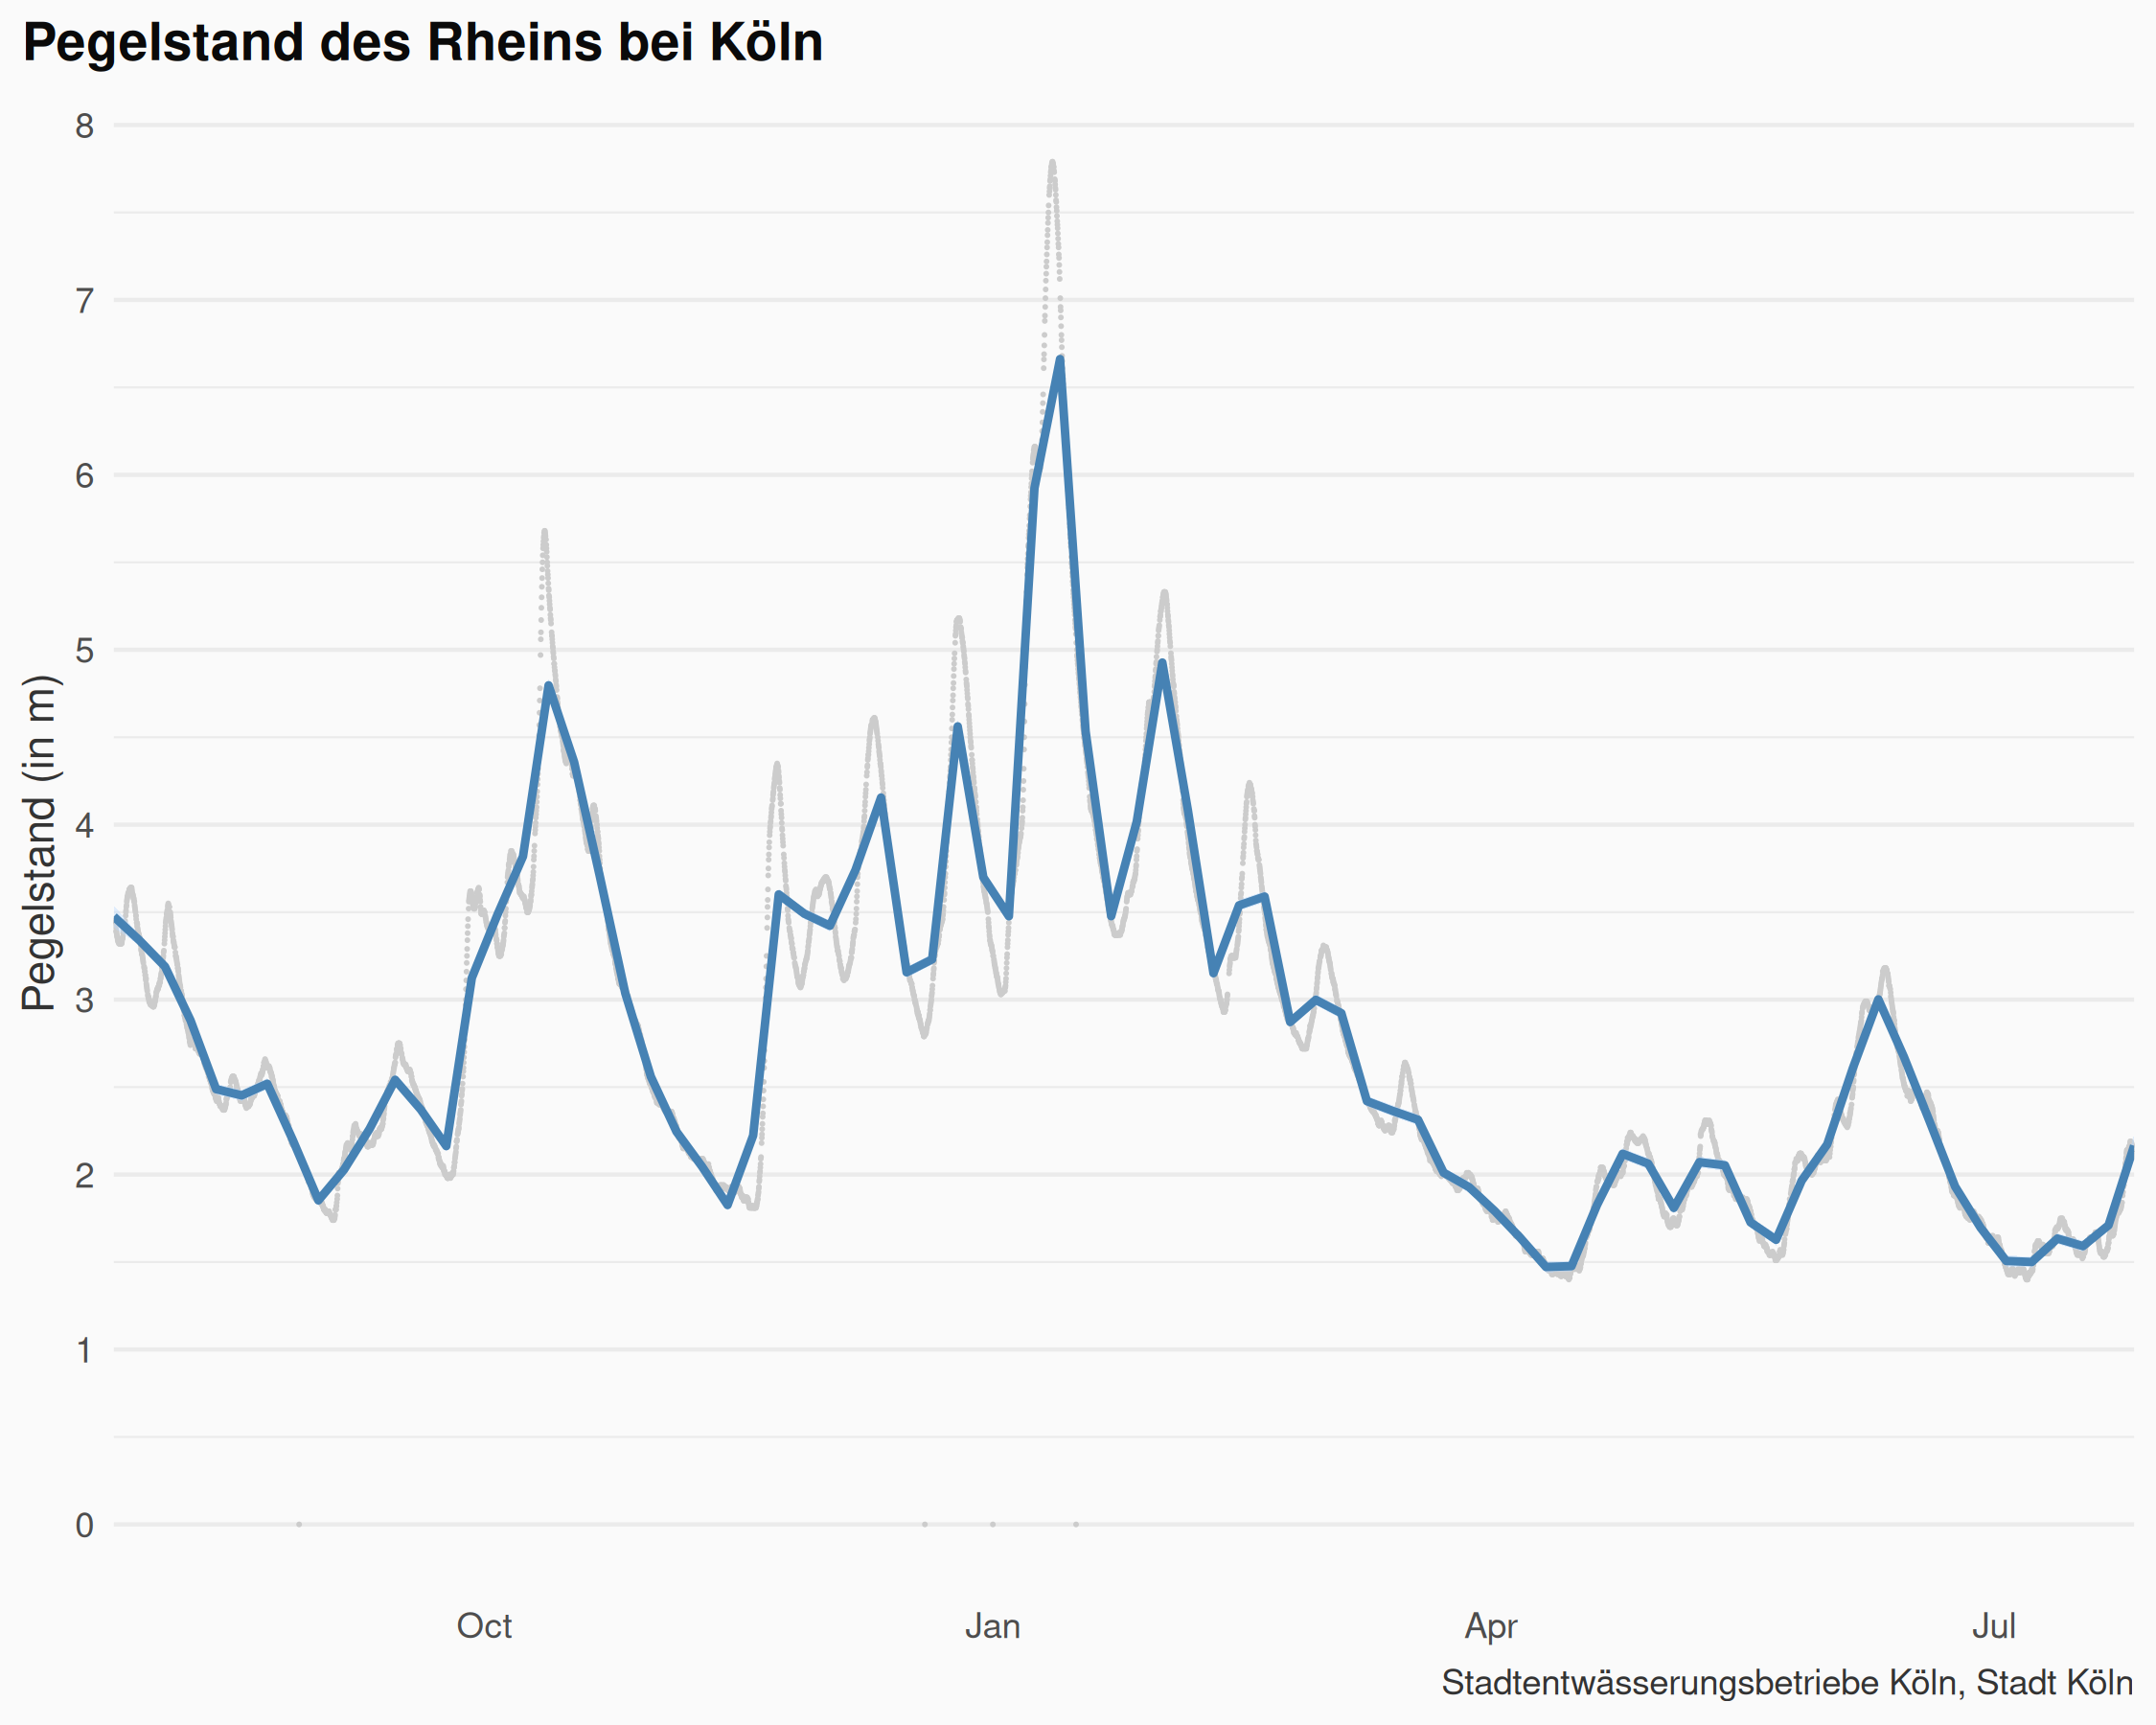 Pegelstand des Rheins bei Köln
8
7
6
5
4
3
2
1
0
Pegelstand (in m)
Oct Jan Apr Jul
Stadtentwässerungsbetriebe Köln, Stadt Köln